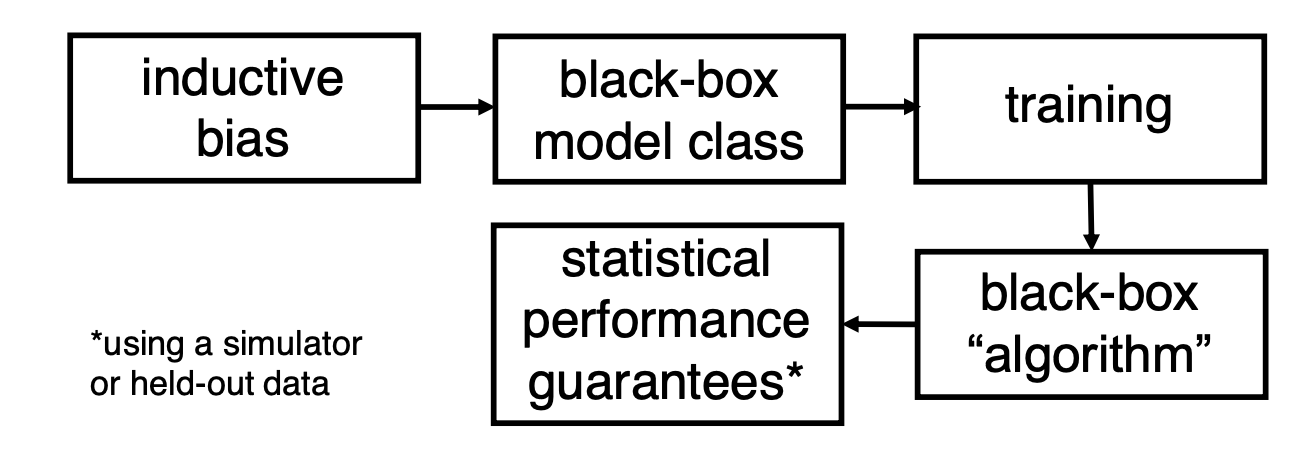 inductive
bias
black-box
model class
training
black-box
“algorithm”
statistical
performance
guarantees*
*using a simulator
or held-out data